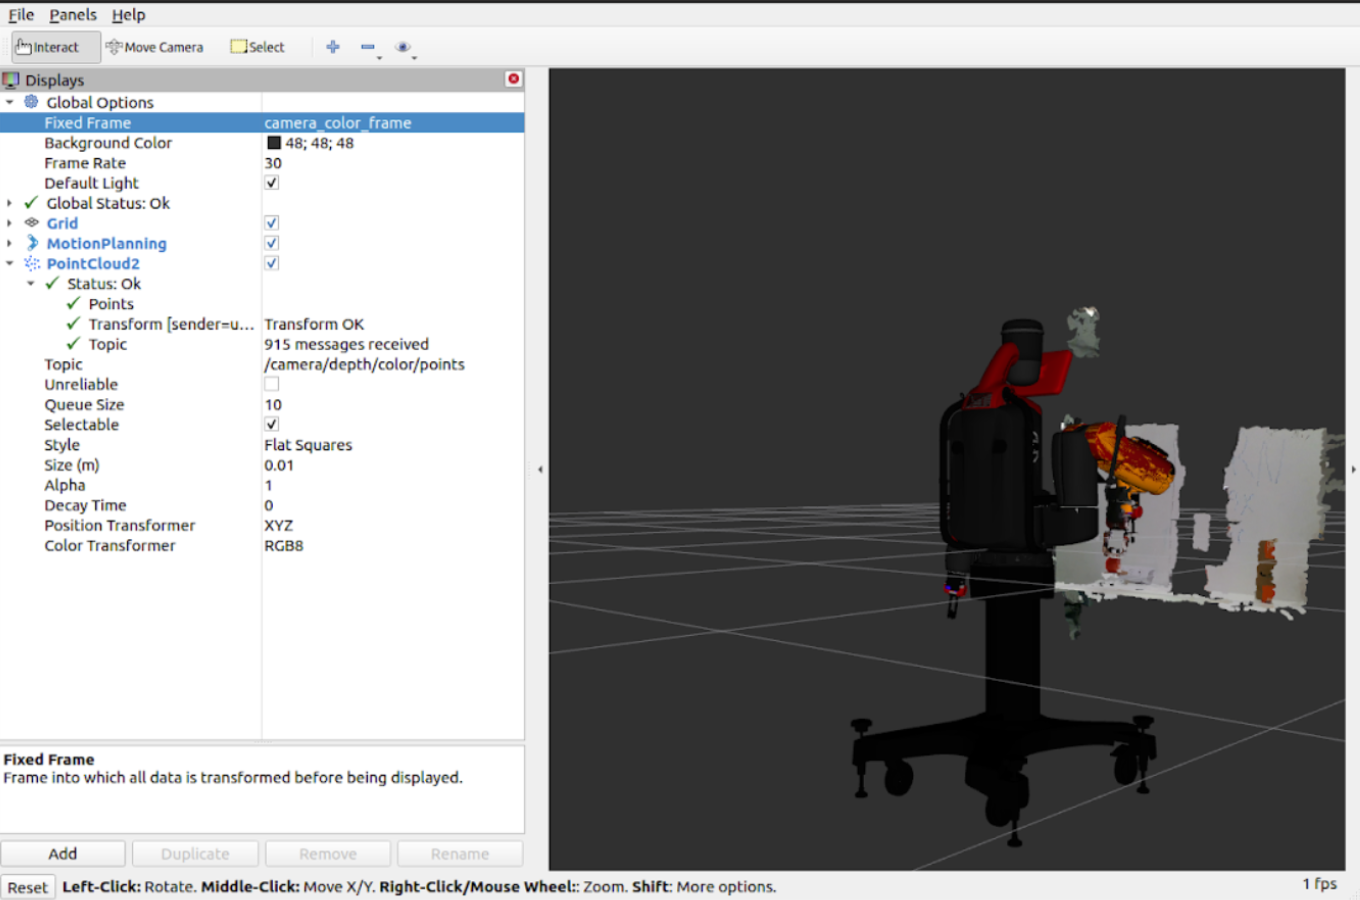 File Panels Help
Interact Move Camera Select
Displays
Global Options
Fixed Frame camera_color_frame
Background Color 48; 48; 48
Frame Rate 30
Default Light
Global Status: Ok
Grid
MotionPlanning
PointCloud2
Status: Ok
Points
Transform [sender=u... Transform OK
Topic 915 messages received
Topic /camera/depth/color/points
Unreliable
Queue Size 10
Selectable
Style Flat Squares
Size (m) 0.01
Alpha 1
Decay Time 0
Position Transformer XYZ
Color Transformer RGB8
Fixed Frame
Frame into which all data is transformed before being displayed.
Add Duplicate Remove Rename
Reset Left-Click: Rotate. Middle-Click: Move X/Y. Right-Click/Mouse Wheel:: Zoom. Shift: More options. 1 fps